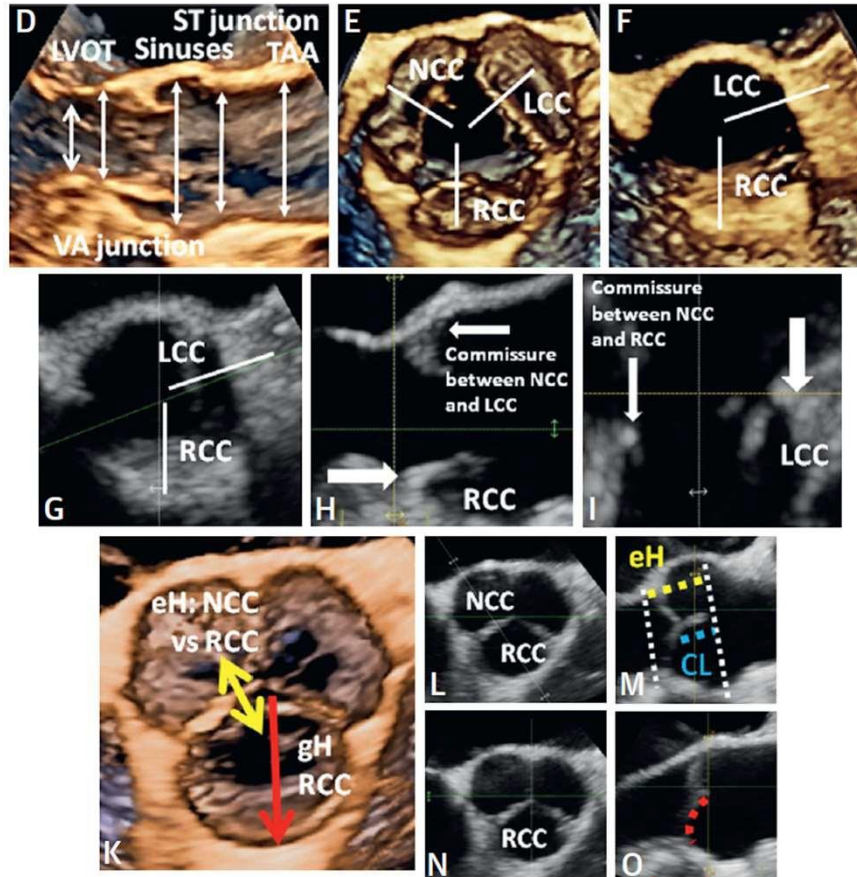 D
ST junction
LVOT Sinuses TAA
VA junction
E
NCC
LCC
RCC
F
LCC
RCC
G
LCC
RCC
H
Commissure
between NCC
and LCC
RCC
I
Commissure
between NCC
and RCC
LCC
K
eH: NCC
vs RCC
gH
RCC
L
NCC
RCC
M
eH
CL
N
RCC
O